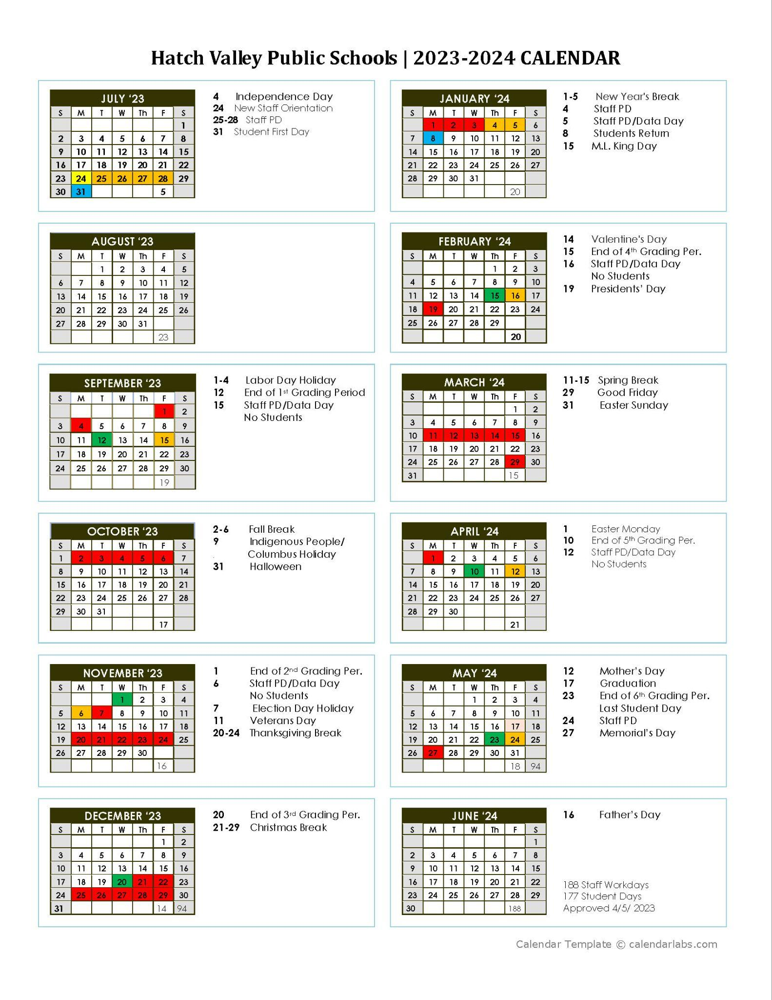 Hatch Valley Public Schools | 2023-2024 CALENDAR
JULY ‘23
S M T W Th F S
1
2 3 4 5 6 7 8
9 10 11 12 13 14 15
16 17 18 19 20 21 22
23 24 25 26 27 28 29
30 31 5
4 Independence Day
24 New Staff Orientation
25-28 Staff PD
31 Student First Day
JANUARY ‘24
S M T W Th F S
1 2 3 4 5 6
7 8 9 10 11 12 13
14 15 16 17 18 19 20
21 22 23 24 25 26 27
28 29 30 31
20
1-5 New Year's Break
4 Staff PD
5 Staff PD/Data Day
8 Students Return
15 M.L. King Day
AUGUST ‘23
S M T W Th F S
1 2 3 4 5
6 7 8 9 10 11 12
13 14 15 16 17 18 19
20 21 22 23 24 25 26
27 28 29 30 31
23
FEBRUARY ‘24
S M T W Th F S
1 2 3
4 5 6 7 8 9 10
11 12 13 14 15 16 17
18 19 20 21 22 23 24
25 26 27 28 29
20
14 Valentine's Day
15 End of 4th Grading Per.
16 Staff PD/Data Day
No Students
19 Presidents’ Day
SEPTEMBER ‘23
S M T W Th F S
1 2
3 4 5 6 7 8 9
10 11 12 13 14 15 16
17 18 19 20 21 22 23
24 25 26 27 28 29 30
19
1-4 Labor Day Holiday
12 End of 1st Grading Period
15 Staff PD/Data Day
No Students
MARCH ‘24
S M T W Th F S
1 2
3 4 5 6 7 8 9
10 11 12 13 14 15 16
17 18 19 20 21 22 23
24 25 26 27 28 29 30
31 15
11-15 Spring Break
29 Good Friday
31 Easter Sunday
OCTOBER ‘23
S M T W Th F S
1 2 3 4 5 6 7
8 9 10 11 12 13 14
15 16 17 18 19 20 21
22 23 24 25 26 27 28
29 30 31
17
2-6 Fall Break
9 Indigenous People/
Columbus Holiday
31 Halloween
APRIL ‘24
S M T W Th F S
1 2 3 4 5 6
7 8 9 10 11 12 13
14 15 16 17 18 19 20
21 22 23 24 25 26 27
28 29 30
21
1 Easter Monday
10 End of 5th Grading Per.
12 Staff PD/Data Day
No Students
NOVEMBER ‘23
S M T W Th F S
1 2 3 4
5 6 7 8 9 10 11
12 13 14 15 16 17 18
19 20 21 22 23 24 25
26 27 28 29 30
16
1 End of 2nd Grading Per.
6 Staff PD/Data Day
No Students
7 Election Day Holiday
11 Veterans Day
20-24 Thanksgiving Break
MAY ‘24
S M T W Th F S
1 2 3 4
5 6 7 8 9 10 11
12 13 14 15 16 17 18
19 20 21 22 23 24 25
26 27 28 29 30 31
18 94
12 Mother’s Day
17 Graduation
23 End of 6th Grading Per.
Last Student Day
24 Staff PD
27 Memorial’s Day
DECEMBER ‘23
S M T W Th F S
1 2
3 4 5 6 7 8 9
10 11 12 13 14 15 16
17 18 19 20 21 22 23
24 25 26 27 28 29 30
31 14 94
20 End of 3rd Grading Per.
21-29 Christmas Break
JUNE ‘24
S M T W Th F S
1
2 3 4 5 6 7 8
9 10 11 12 13 14 15
16 17 18 19 20 21 22
23 24 25 26 27 28 29
30 188
16 Father’s Day
188 Staff Workdays
177 Student Days
Approved 4/5/ 2023
Calendar Template © calendarlabs.com